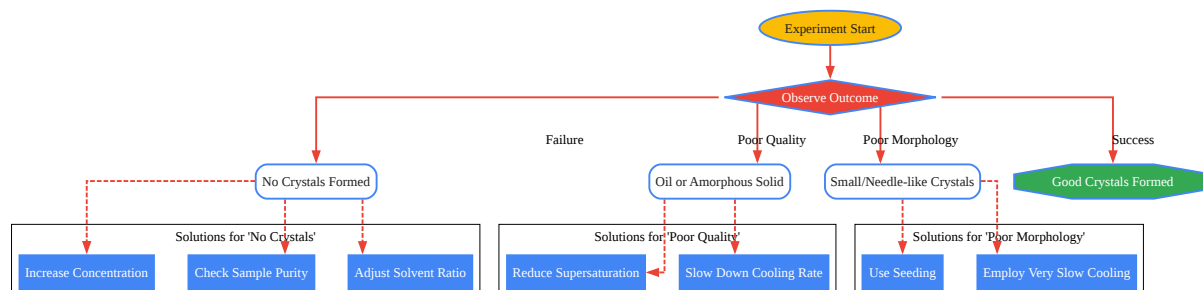 Experiment Start
Observe Outcome
Failure
Poor Quality
Poor Morphology
Success
No Crystals Formed
Oil or Amorphous Solid
Small/Needle-like Crystals
Good Crystals Formed
Solutions for 'No Crystals'
Solutions for 'Poor Quality'
Solutions for 'Poor Morphology'
Increase Concentration
Check Sample Purity
Adjust Solvent Ratio
Reduce Supersaturation
Slow Down Cooling Rate
Use Seeding
Employ Very Slow Cooling